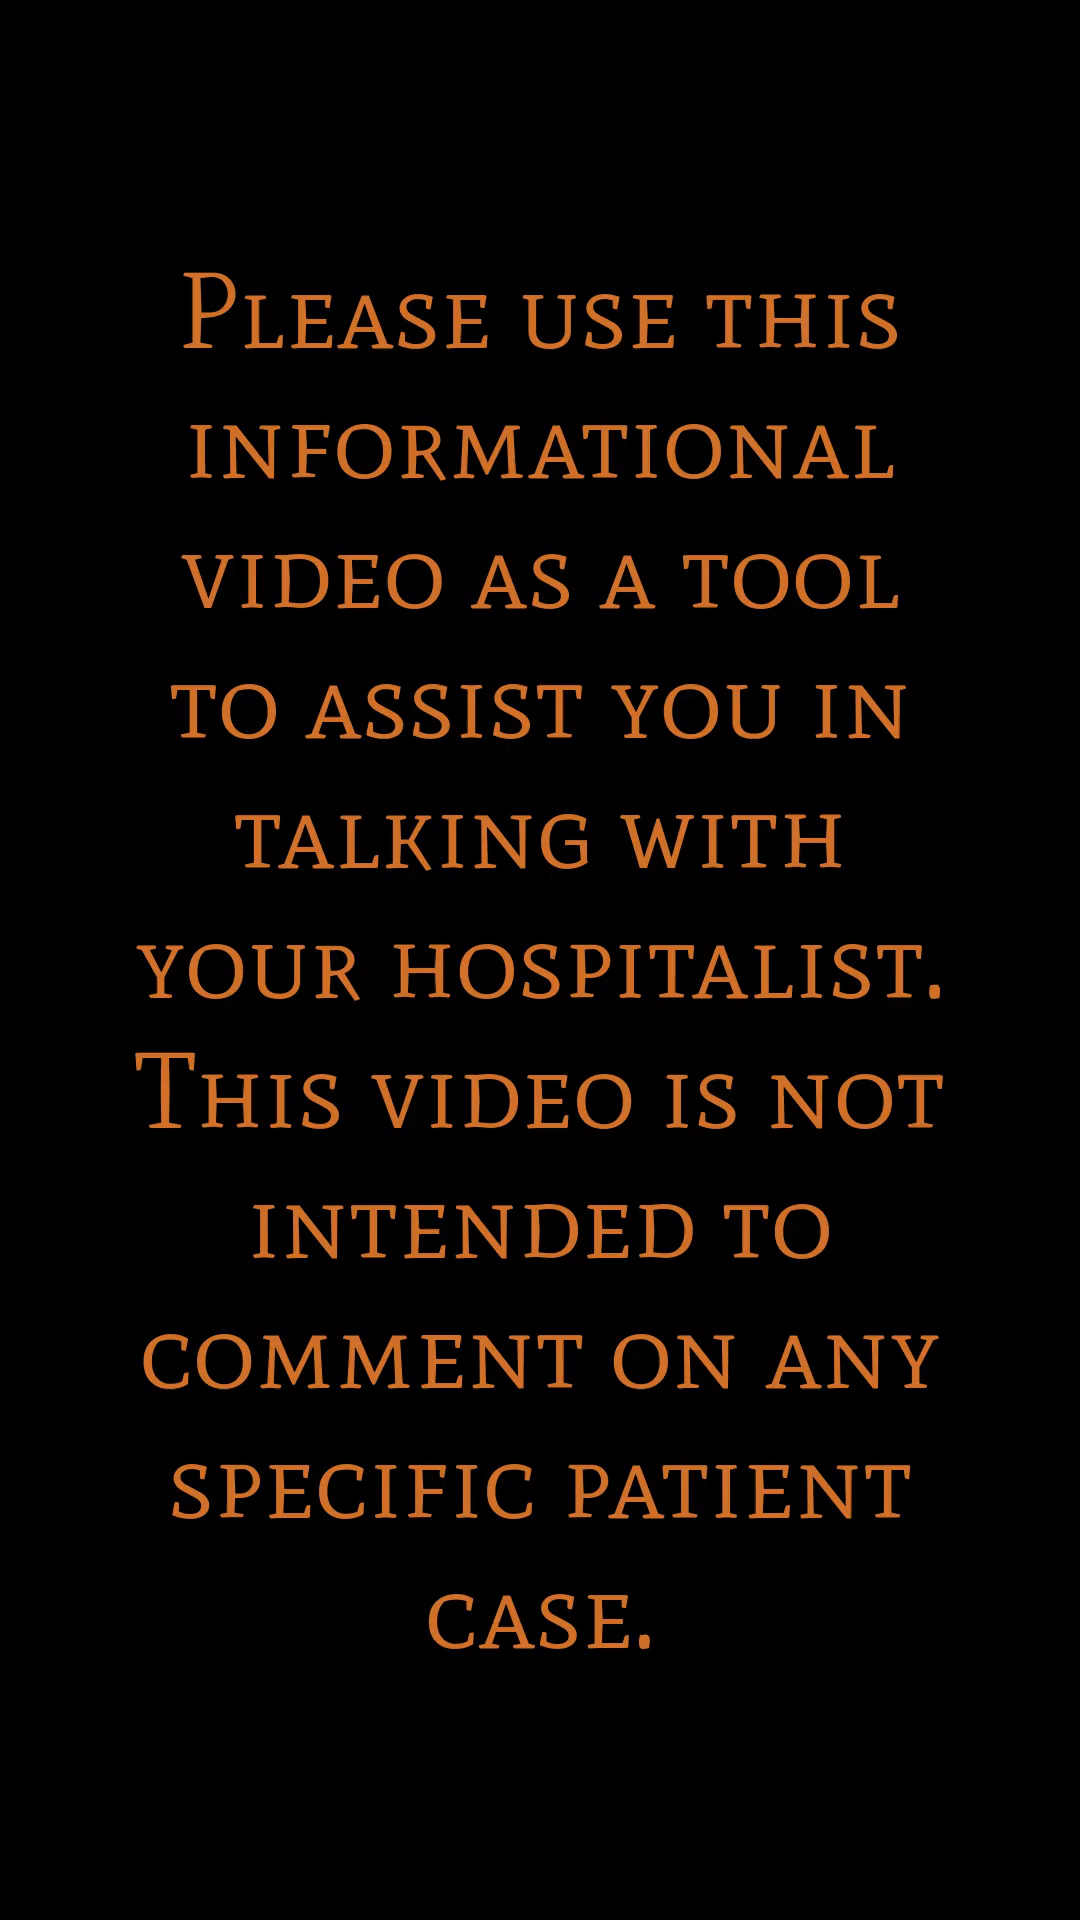 Please use this
informational
video as a tool
to assist you in
talking with
your hospitalist.
This video is not
intended to
comment on any
specific patient
case.